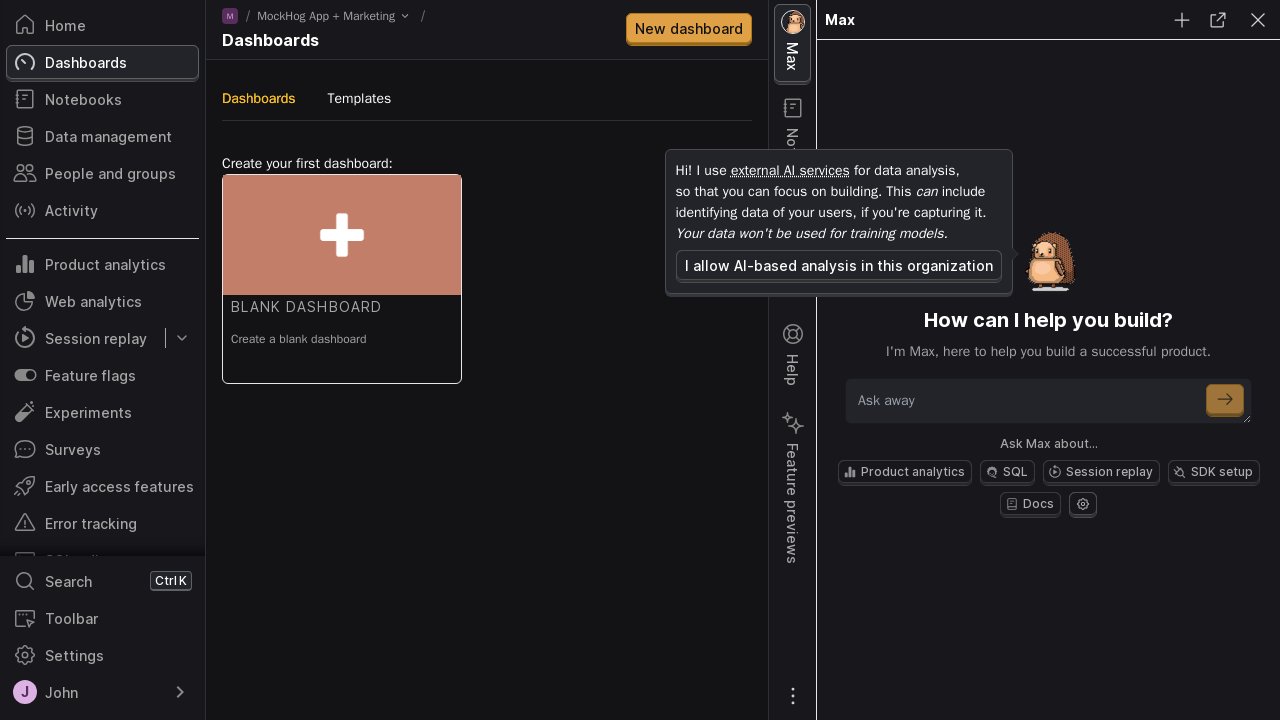 Home
Dashboards
Notebooks
Data management
People and groups
Activity
Product analytics
Web analytics
Session replay
Feature flags
Experiments
Surveys
Early access features
Error tracking
Search
Ctrl K
Toolbar
Settings
J
John
M / MockHog App + Marketing /
Dashboards
New dashboard
Dashboards
Templates
Create your first dashboard:
BLANK DASHBOARD
Create a blank dashboard
Max
Help
Feature previews
Max
Hi! I use external AI services for data analysis,
so that you can focus on building. This can include
identifying data of your users, if you're capturing it.
Your data won't be used for training models.
I allow AI-based analysis in this organization
How can I help you build?
I'm Max, here to help you build a successful product.
Ask away
Ask Max about...
Product analytics
SQL
Session replay
SDK setup
Docs